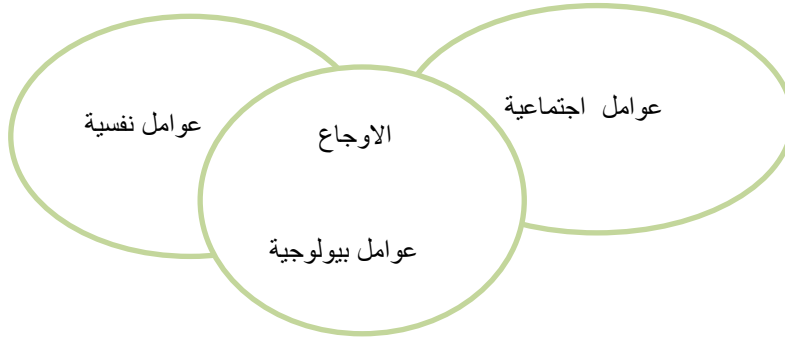 عوامل اجتماعية
الاوجاع
عوامل نفسية
عوامل بيولوجية